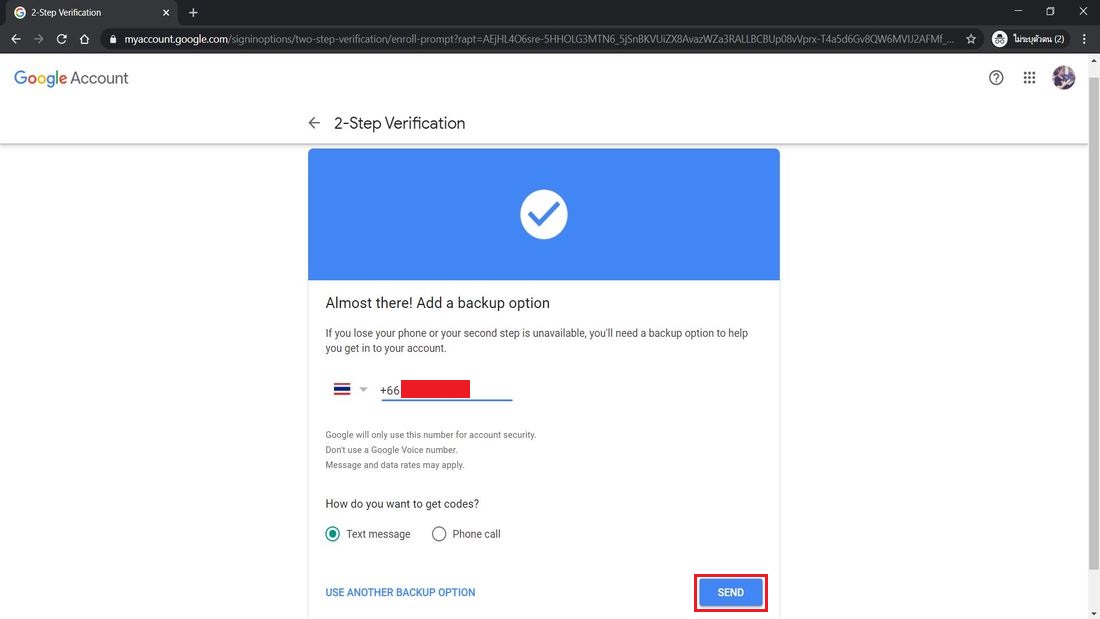 2-Step Verification
myaccount.google.com/signinoptions/two-step-verification/enroll-prompt?rapt=AEjHL4O6sre-5HHOLG3MTN6_5jSnBKVUiZX8AvazWZa3RALLBCBUp08vVprx-T4a5d6Gv8QW6MVIJ2AFMf_...
ไม่ระบุตัวตน (2)
Google Account
2-Step Verification
Almost there! Add a backup option
If you lose your phone or your second step is unavailable, you'll need a backup option to help
you get in to your account.
+66
Google will only use this number for account security.
Don't use a Google Voice number.
Message and data rates may apply.
How do you want to get codes?
Text message Phone call
USE ANOTHER BACKUP OPTION SEND